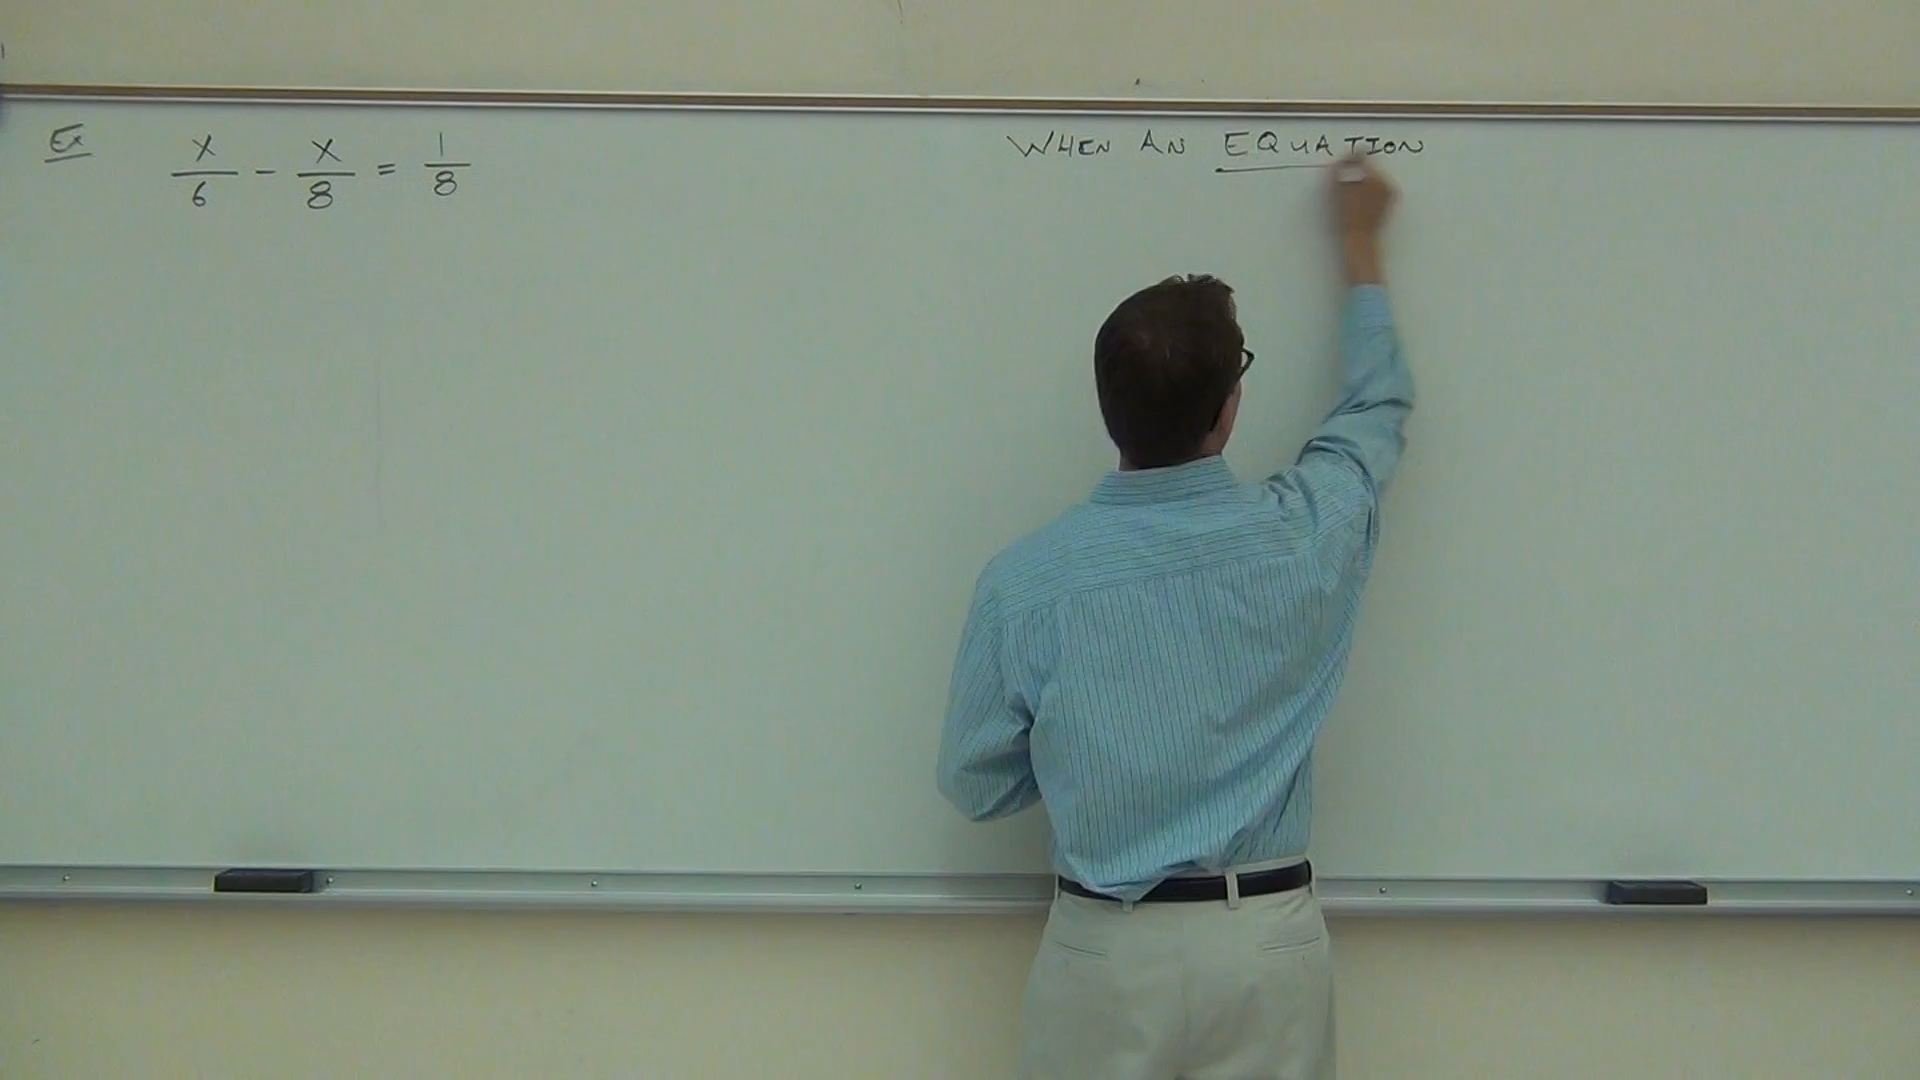 Ex x/6 - x/8 = 1/8
WHEN AN EQUATION